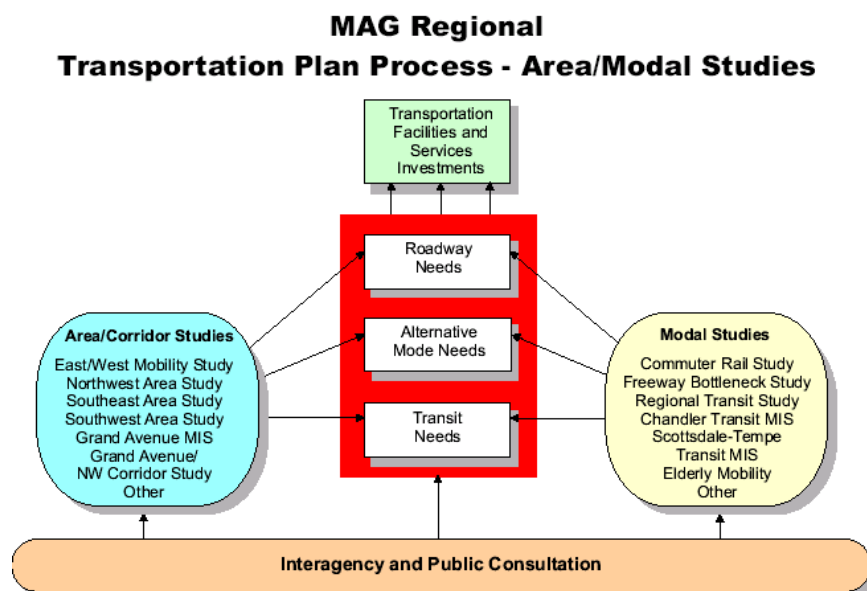 MAG Regional
Transportation Plan Process - Area/Modal Studies
Transportation
Facilities and
Services
Investments
Roadway
Needs
Alternative
Mode Needs
Transit
Needs
Area/Corridor Studies
East/West Mobility Study
Northwest Area Study
Southeast Area Study
Southwest Area Study
Grand Avenue MIS
Grand Avenue/
NW Corridor Study
Other
Modal Studies
Commuter Rail Study
Freeway Bottleneck Study
Regional Transit Study
Chandler Transit MIS
Scottsdale-Tempe
Transit MIS
Elderly Mobility
Other
Interagency and Public Consultation